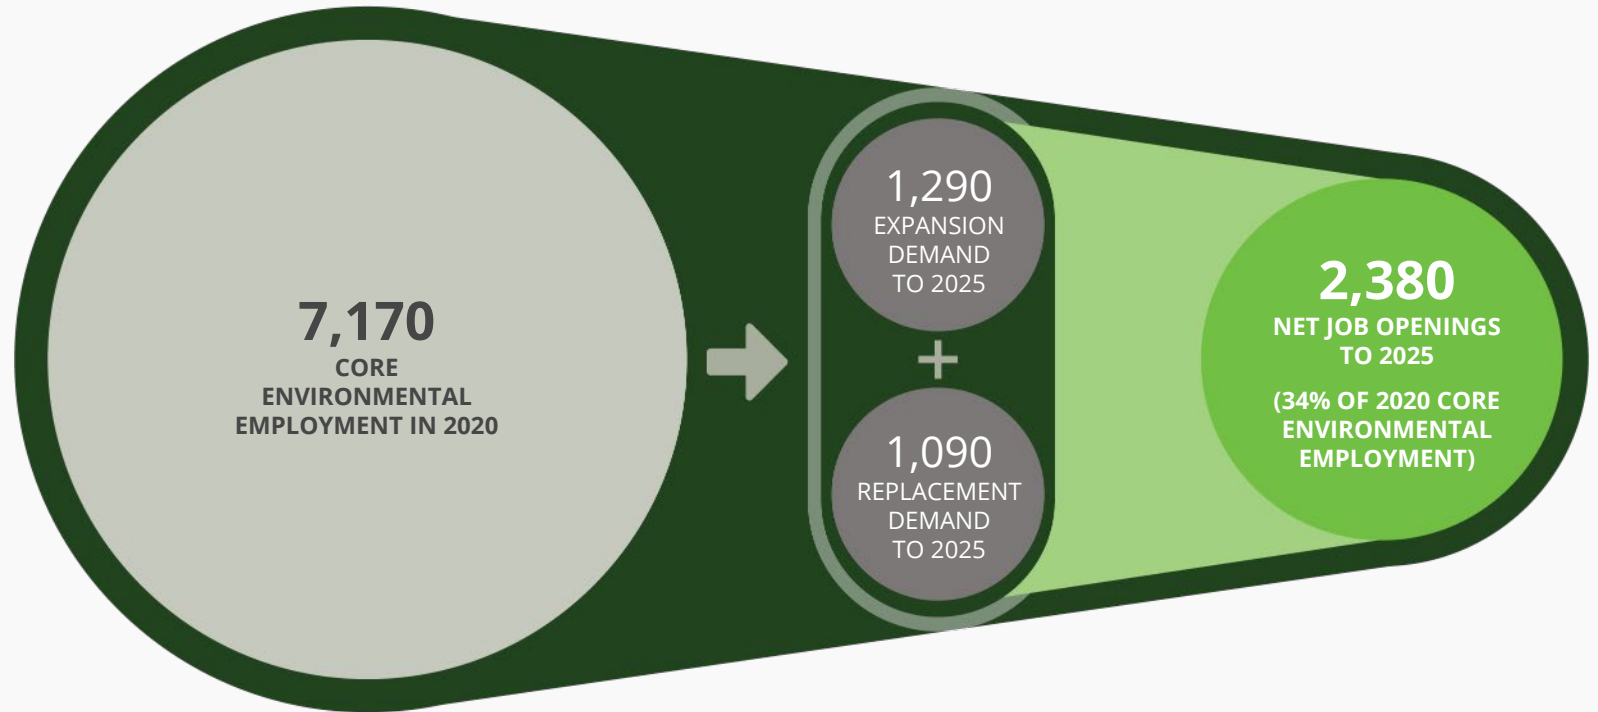 7,170
CORE
ENVIRONMENTAL
EMPLOYMENT IN 2020
1,290
EXPANSION
DEMAND
TO 2025
+
1,090
REPLACEMENT
DEMAND
TO 2025
2,380
NET JOB OPENINGS
TO 2025
(34% OF 2020 CORE
ENVIRONMENTAL
EMPLOYMENT)